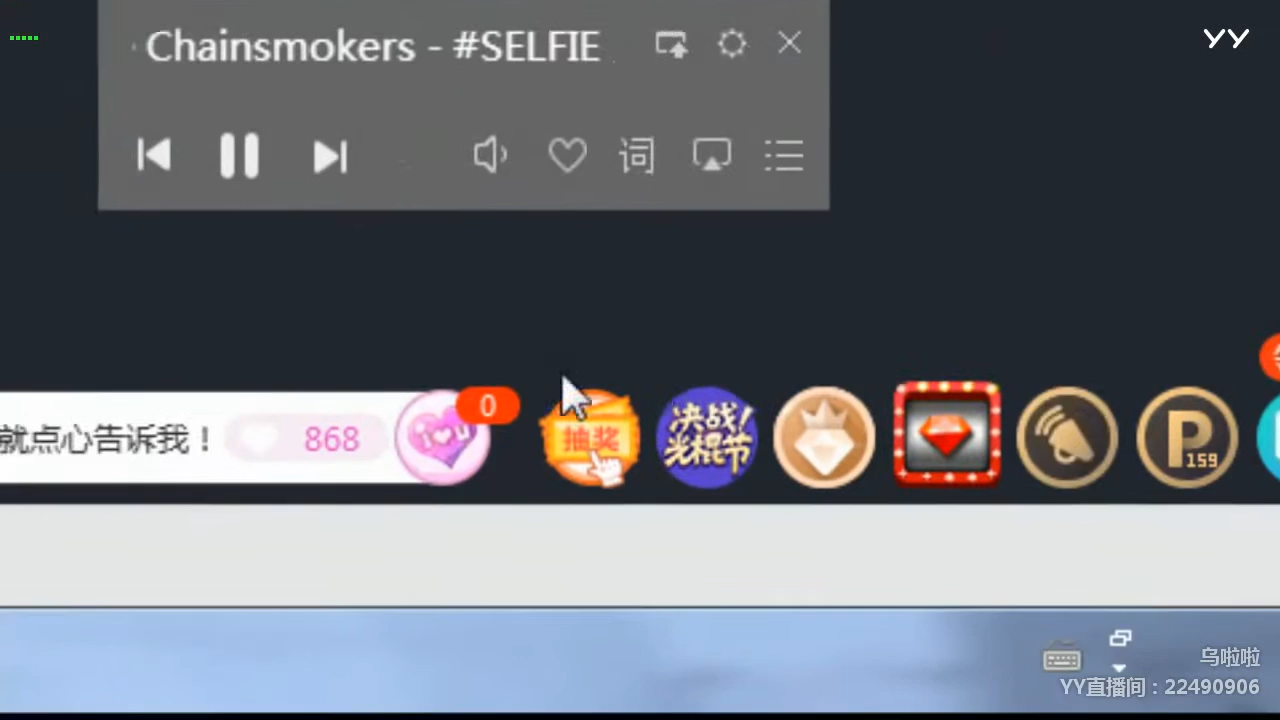 Chainsmokers - #SELFIE
YY
词
0
就点心告诉我！
868
I U
抽奖
决战!
光棍节
P
159
乌啦啦
YY直播间：22490906